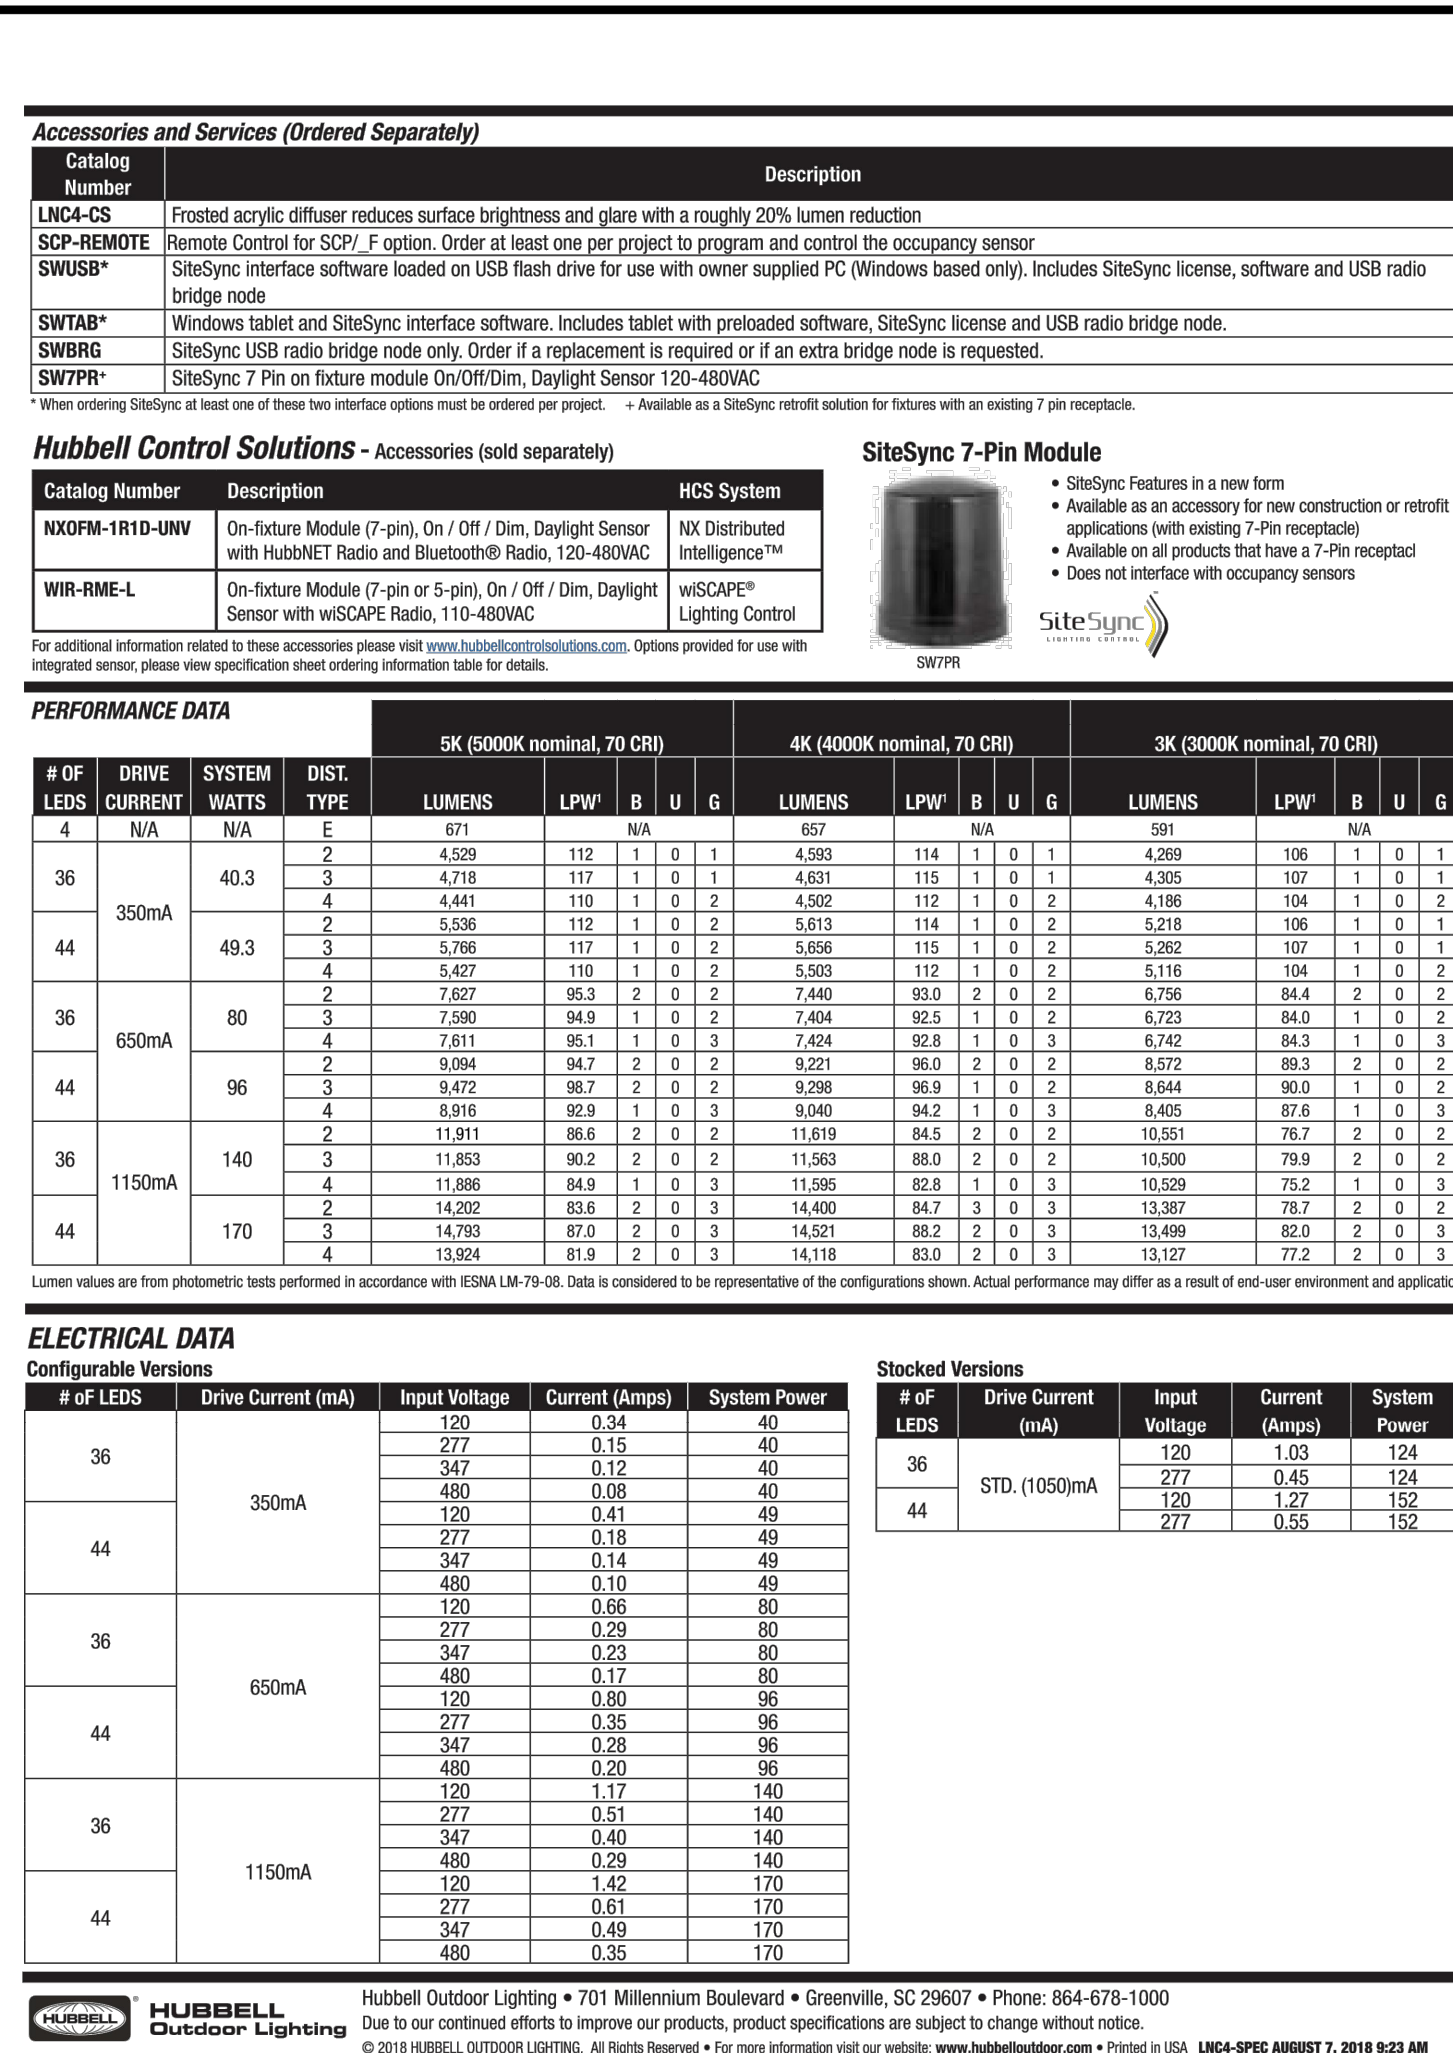 Accessories and Services (Ordered Separately)
Catalog Number Description
LNC4-CS Frosted acrylic diffuser reduces surface brightness and glare with a roughly 20% lumen reduction
SCP-REMOTE Remote Control for SCP/_F option. Order at least one per project to program and control the occupancy sensor
SWUSB* SiteSync interface software loaded on USB flash drive for use with owner supplied PC (Windows based only). Includes SiteSync license, software and USB radio
bridge node
SWTAB* Windows tablet and SiteSync interface software. Includes tablet with preloaded software, SiteSync license and USB radio bridge node.
SWBRG SiteSync USB radio bridge node only. Order if a replacement is required or if an extra bridge node is requested.
SW7PR+ SiteSync 7 Pin on fixture module On/Off/Dim, Daylight Sensor 120-480VAC
* When ordering SiteSync at least one of these two interface options must be ordered per project. + Available as a SiteSync retrofit solution for fixtures with an existing 7 pin receptacle.
Hubbell Control Solutions - Accessories (sold separately)
Catalog Number Description HCS System
NXOFM-1R1D-UNV On-fixture Module (7-pin), On / Off / Dim, Daylight Sensor NX Distributed
with HubbNET Radio and Bluetooth® Radio, 120-480VAC Intelligence™
WIR-RME-L On-fixture Module (7-pin or 5-pin), On / Off / Dim, Daylight wiSCAPE®
Sensor with wiSCAPE Radio, 110-480VAC Lighting Control
For additional information related to these accessories please visit www.hubbellcontrolsolutions.com. Options provided for use with
integrated sensor, please view specification sheet ordering information table for details.
SiteSync 7-Pin Module
• SiteSync Features in a new form
• Available as an accessory for new construction or retrofit
applications (with existing 7-Pin receptacle)
• Available on all products that have a 7-Pin receptacl
• Does not interface with occupancy sensors
SiteSync™
LIGHTING CONTROL
SW7PR
PERFORMANCE DATA
5K (5000K nominal, 70 CRI) 4K (4000K nominal, 70 CRI) 3K (3000K nominal, 70 CRI)
# OF DRIVE SYSTEM DIST.
LEDS CURRENT WATTS TYPE LUMENS LPW¹ B U G LUMENS LPW¹ B U G LUMENS LPW¹ B U G
4 N/A N/A E 671 N/A 657 N/A 591 N/A
36 350mA 40.3 2 4,529 112 1 0 1 4,593 114 1 0 1 4,269 106 1 0 1
3 4,718 117 1 0 1 4,631 115 1 0 1 4,305 107 1 0 1
4 4,441 110 1 0 2 4,502 112 1 0 2 4,186 104 1 0 2
44 49.3 2 5,536 112 1 0 2 5,613 114 1 0 2 5,218 106 1 0 1
3 5,766 117 1 0 2 5,656 115 1 0 2 5,262 107 1 0 1
4 5,427 110 1 0 2 5,503 112 1 0 2 5,116 104 1 0 2
36 650mA 80 2 7,627 95.3 2 0 2 7,440 93.0 2 0 2 6,756 84.4 2 0 2
3 7,590 94.9 1 0 2 7,404 92.5 1 0 2 6,723 84.0 1 0 2
4 7,611 95.1 1 0 3 7,424 92.8 1 0 3 6,742 84.3 1 0 3
44 96 2 9,094 94.7 2 0 2 9,221 96.0 2 0 2 8,572 89.3 2 0 2
3 9,472 98.7 2 0 2 9,298 96.9 1 0 2 8,644 90.0 1 0 2
4 8,916 92.9 1 0 3 9,040 94.2 1 0 3 8,405 87.6 1 0 3
36 1150mA 140 2 11,911 86.6 2 0 2 11,619 84.5 2 0 2 10,551 76.7 2 0 2
3 11,853 90.2 2 0 2 11,563 88.0 2 0 2 10,500 79.9 2 0 2
4 11,886 84.9 1 0 3 11,595 82.8 1 0 3 10,529 75.2 1 0 3
44 170 2 14,202 83.6 2 0 3 14,400 84.7 3 0 3 13,387 78.7 2 0 2
3 14,793 87.0 2 0 3 14,521 88.2 2 0 3 13,499 82.0 2 0 3
4 13,924 81.9 2 0 3 14,118 83.0 2 0 3 13,127 77.2 2 0 3
Lumen values are from photometric tests performed in accordance with IESNA LM-79-08. Data is considered to be representative of the configurations shown. Actual performance may differ as a result of end-user environment and applicatio
ELECTRICAL DATA
Configurable Versions
# oF LEDS Drive Current (mA) Input Voltage Current (Amps) System Power
36 350mA 120 0.34 40
277 0.15 40
347 0.12 40
480 0.08 40
44 120 0.41 49
277 0.18 49
347 0.14 49
480 0.10 49
36 650mA 120 0.66 80
277 0.29 80
347 0.23 80
480 0.17 80
44 120 0.80 96
277 0.35 96
347 0.28 96
480 0.20 96
36 1150mA 120 1.17 140
277 0.51 140
347 0.40 140
480 0.29 140
44 120 1.42 170
277 0.61 170
347 0.49 170
480 0.35 170
Stocked Versions
# oF Drive Current Input Current System
LEDS (mA) Voltage (Amps) Power
36 STD. (1050)mA 120 1.03 124
277 0.45 124
44 120 1.27 152
277 0.55 152
HUBBELL ®
HUBBELL
Outdoor Lighting
Hubbell Outdoor Lighting • 701 Millennium Boulevard • Greenville, SC 29607 • Phone: 864-678-1000
Due to our continued efforts to improve our products, product specifications are subject to change without notice.
© 2018 HUBBELL OUTDOOR LIGHTING, All Rights Reserved • For more information visit our website: www.hubbelloutdoor.com • Printed in USA LNC4-SPEC AUGUST 7, 2018 9:23 AM